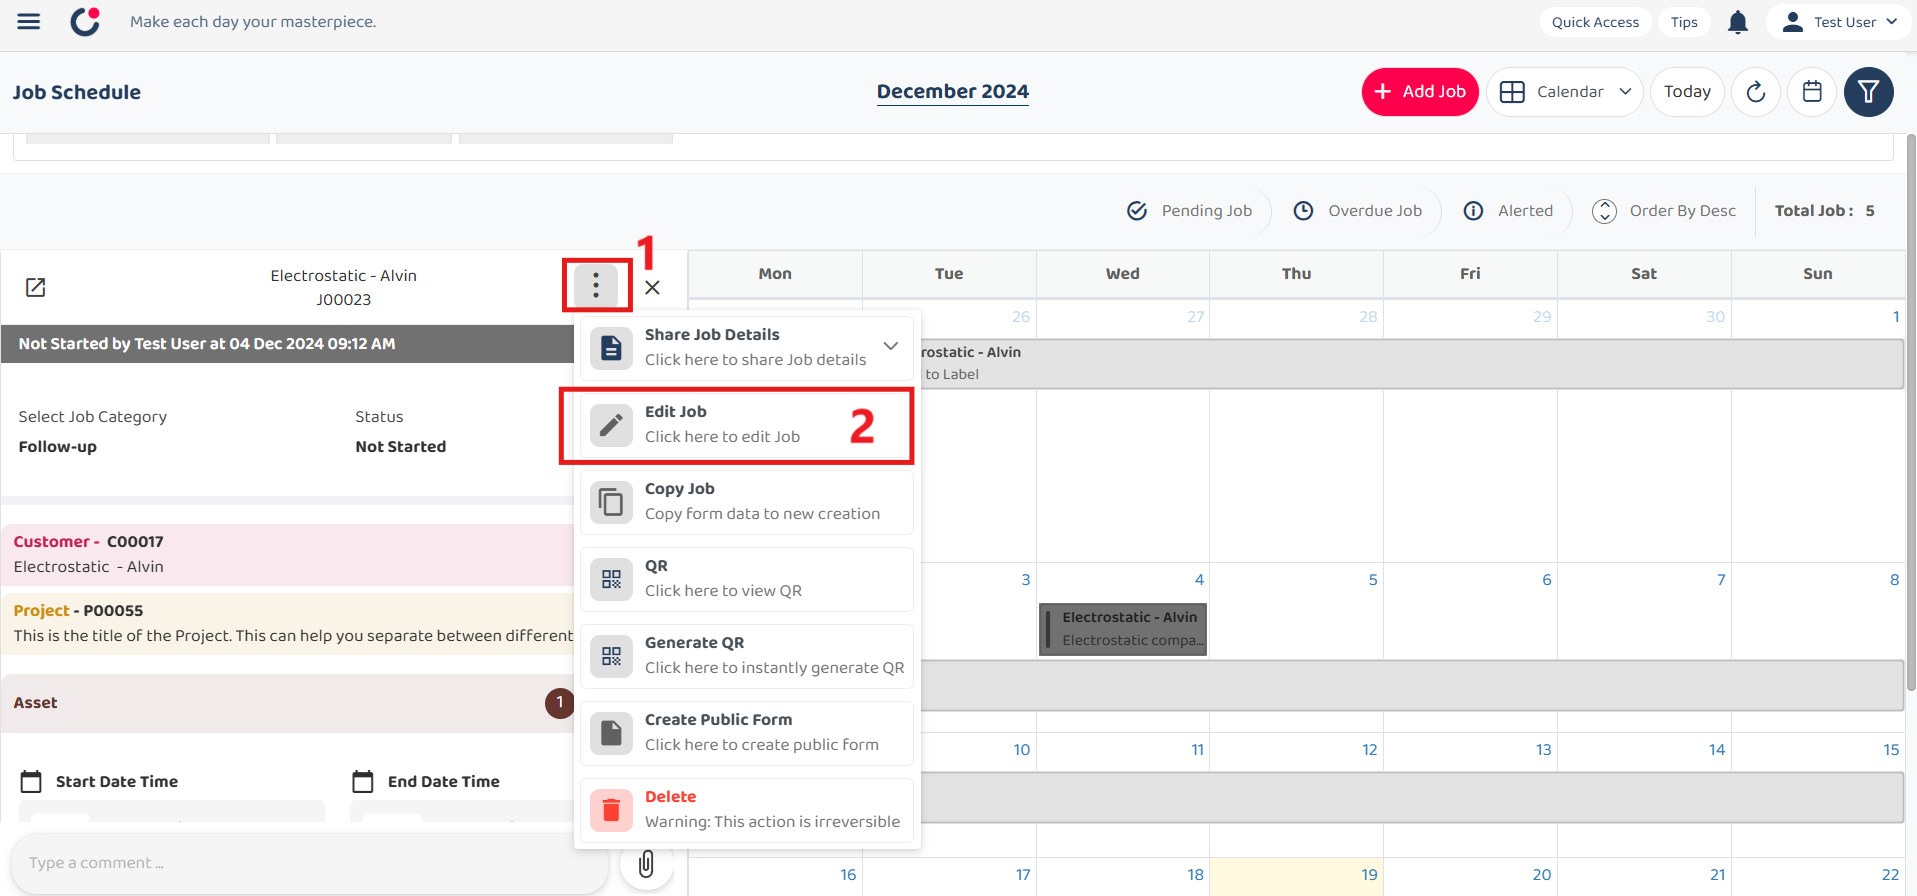 Make each day your masterpiece.
Quick Access
Tips
Test User
Job Schedule
December 2024
+ Add Job
Calendar
Today
Pending Job
Overdue Job
Alerted
Order By Desc
Total Job : 5
Electrostatic - Alvin
J00023
1
Not Started by Test User at 04 Dec 2024 09:12 AM
Select Job Category
Follow-up
Status
Not Started
Customer - C00017
Electrostatic - Alvin
Project - P00055
This is the title of the Project. This can help you separate between different
Asset
1
Start Date Time
End Date Time
Type a comment ...
Share Job Details
Click here to share Job details
Edit Job
Click here to edit Job
2
Copy Job
Copy form data to new creation
QR
Click here to view QR
Generate QR
Click here to instantly generate QR
Create Public Form
Click here to create public form
Delete
Warning: This action is irreversible
Mon Tue Wed Thu Fri Sat Sun
26 27 28 29 30 1
rostatic - Alvin
to Label
3 4 5 6 7 8
Electrostatic - Alvin
Electrostatic compa...
10 11 12 13 14 15
16 17 18 19 20 21 22